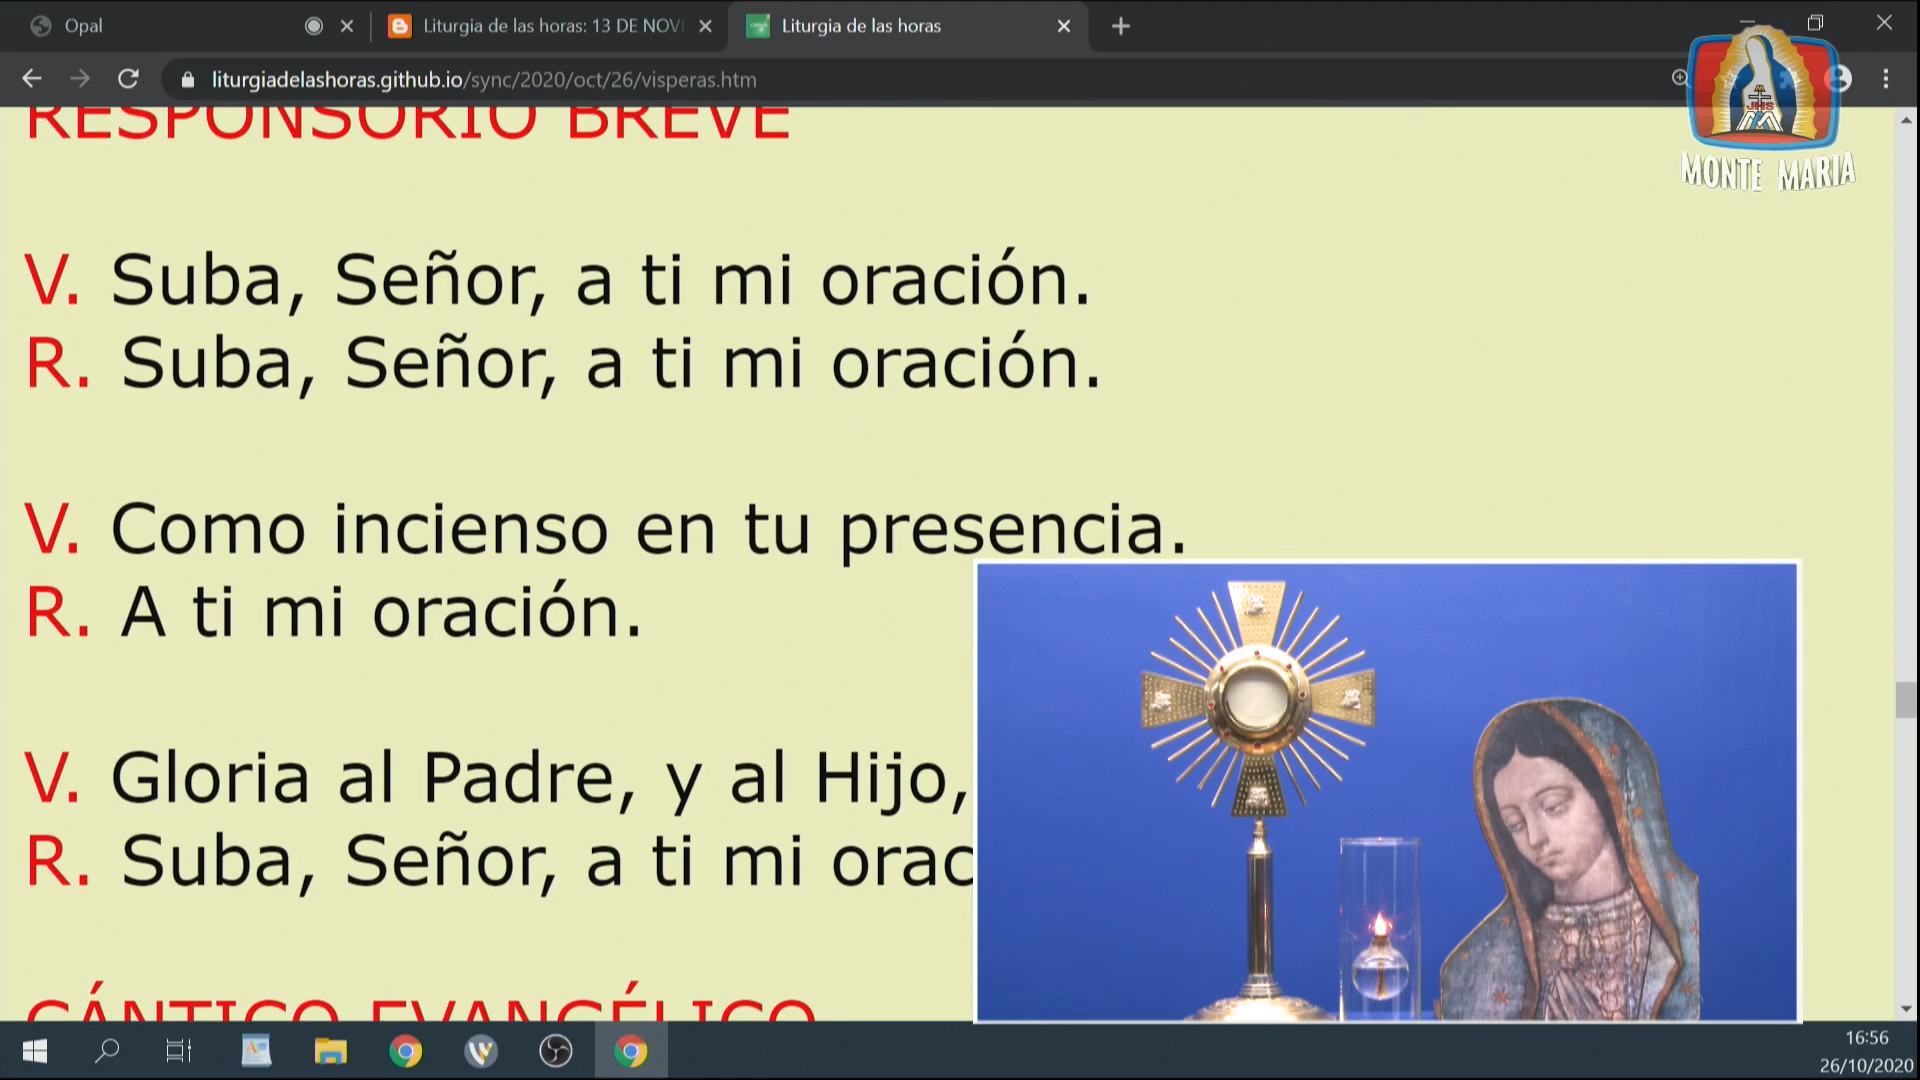 Opal
Liturgia de las horas: 13 DE NOVI
Liturgia de las horas
liturgiadelashoras.github.io/sync/2020/oct/26/visperas.htm
JHS
MONTE MARIA
RESPONSORIO BREVE
V. Suba, Señor, a ti mi oración.
R. Suba, Señor, a ti mi oración.
V. Como incienso en tu presencia.
R. A ti mi oración.
V. Gloria al Padre, y al Hijo,
R. Suba, Señor, a ti mi orac
CÁNTICO EVANGÉLICO
16:56
26/10/2020